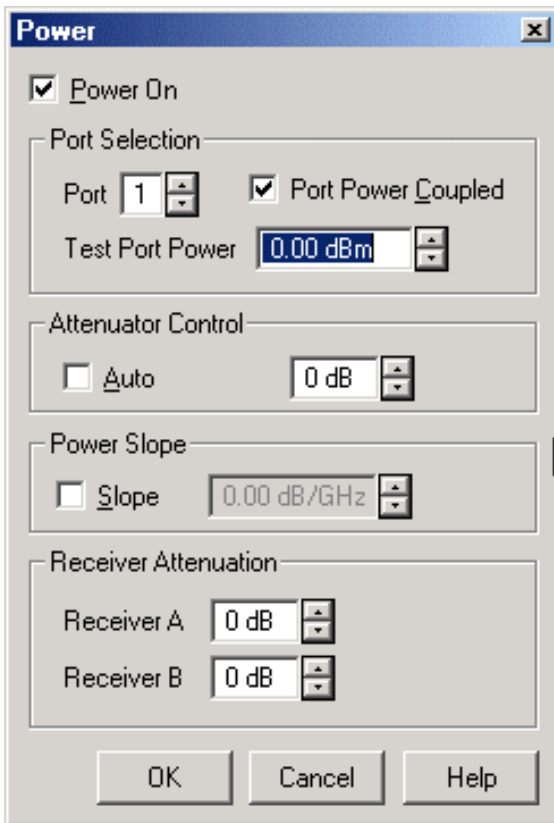 Power
Power On
Port Selection
Port 1 Port Power Coupled
Test Port Power 0.00 dBm
Attenuator Control
Auto 0 dB
Power Slope
Slope 0.00 dB/GHz
Receiver Attenuation
Receiver A 0 dB
Receiver B 0 dB
OK Cancel Help